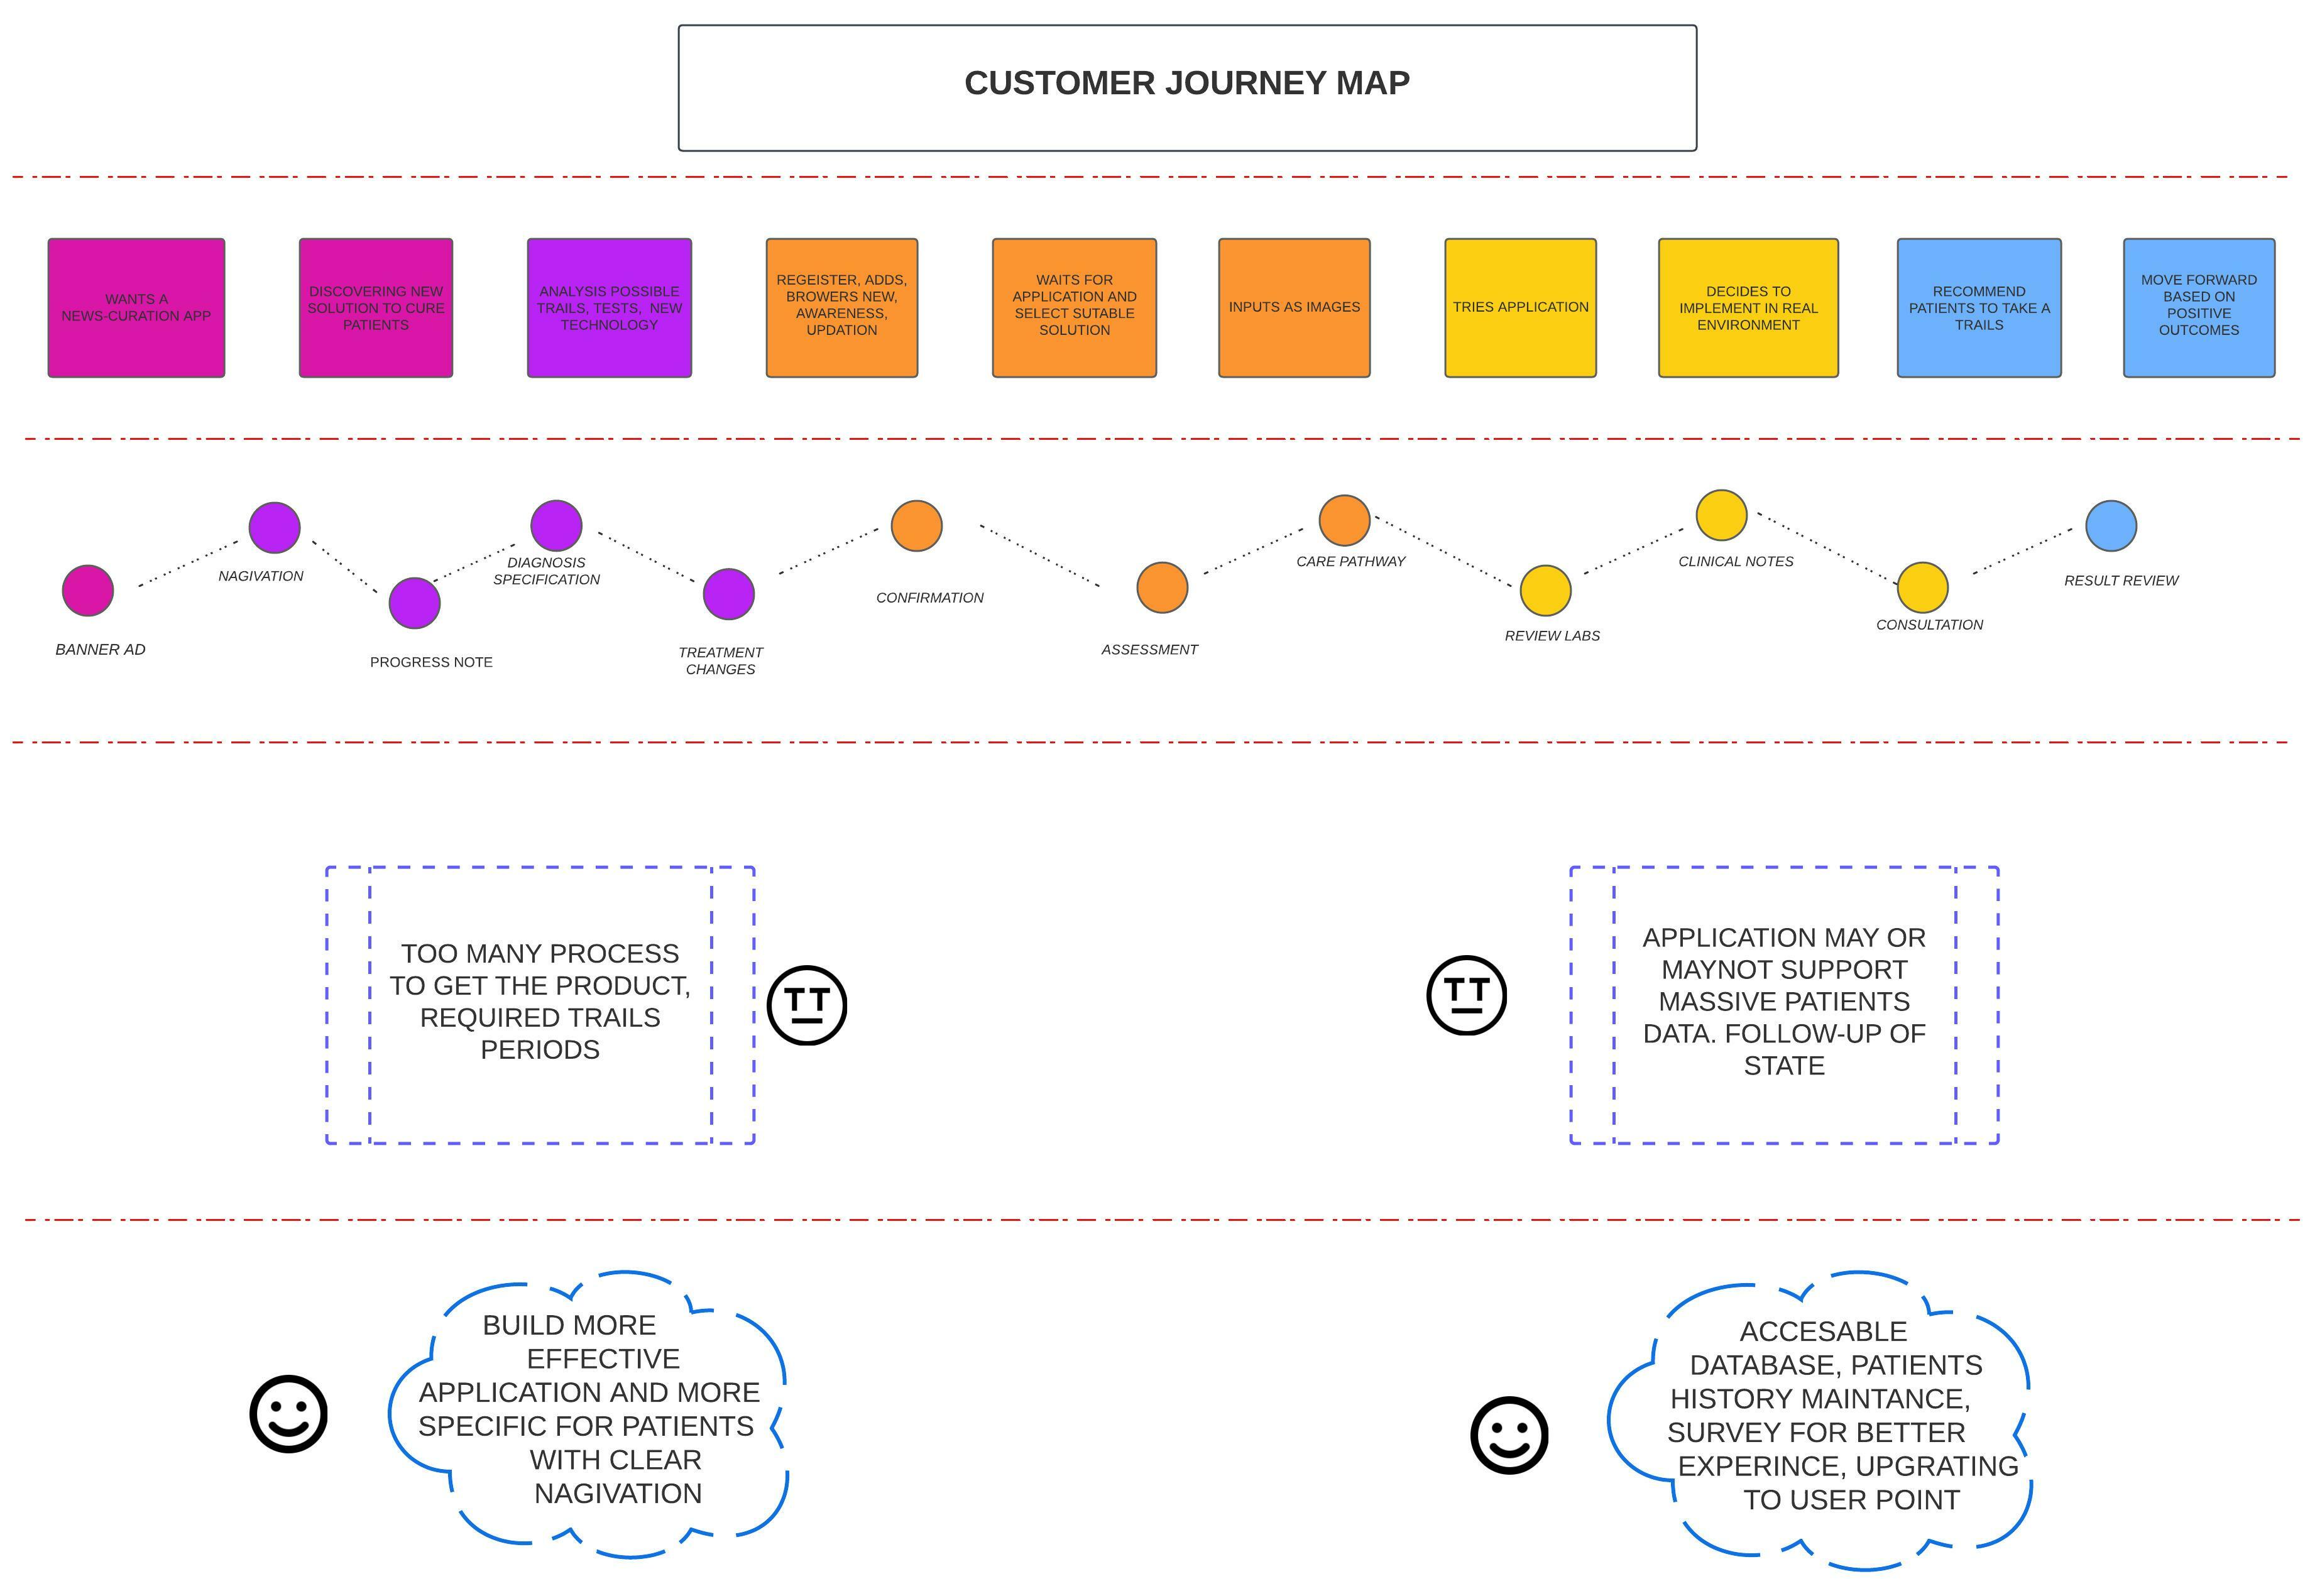 CUSTOMER JOURNEY MAP
WANTS A
NEWS-CURATION APP
DISCOVERING NEW
SOLUTION TO CURE
PATIENTS
ANALYSIS POSSIBLE
TRAILS, TESTS, NEW
TECHNOLOGY
REGEISTER, ADDS,
BROWERS NEW,
AWARENESS,
UPDATION
WAITS FOR
APPLICATION AND
SELECT SUTABLE
SOLUTION
INPUTS AS IMAGES
TRIES APPLICATION
DECIDES TO
IMPLEMENT IN REAL
ENVIRONMENT
RECOMMEND
PATIENTS TO TAKE A
TRAILS
MOVE FORWARD
BASED ON
POSITIVE
OUTCOMES
BANNER AD
NAGIVATION
PROGRESS NOTE
DIAGNOSIS
SPECIFICATION
TREATMENT
CHANGES
CONFIRMATION
ASSESSMENT
CARE PATHWAY
REVIEW LABS
CLINICAL NOTES
CONSULTATION
RESULT REVIEW
TOO MANY PROCESS
TO GET THE PRODUCT,
REQUIRED TRAILS
PERIODS
APPLICATION MAY OR
MAYNOT SUPPORT
MASSIVE PATIENTS
DATA. FOLLOW-UP OF
STATE
BUILD MORE
EFFECTIVE
APPLICATION AND MORE
SPECIFIC FOR PATIENTS
WITH CLEAR
NAGIVATION
ACCESABLE
DATABASE, PATIENTS
HISTORY MAINTANCE,
SURVEY FOR BETTER
EXPERINCE, UPGRATING
TO USER POINT